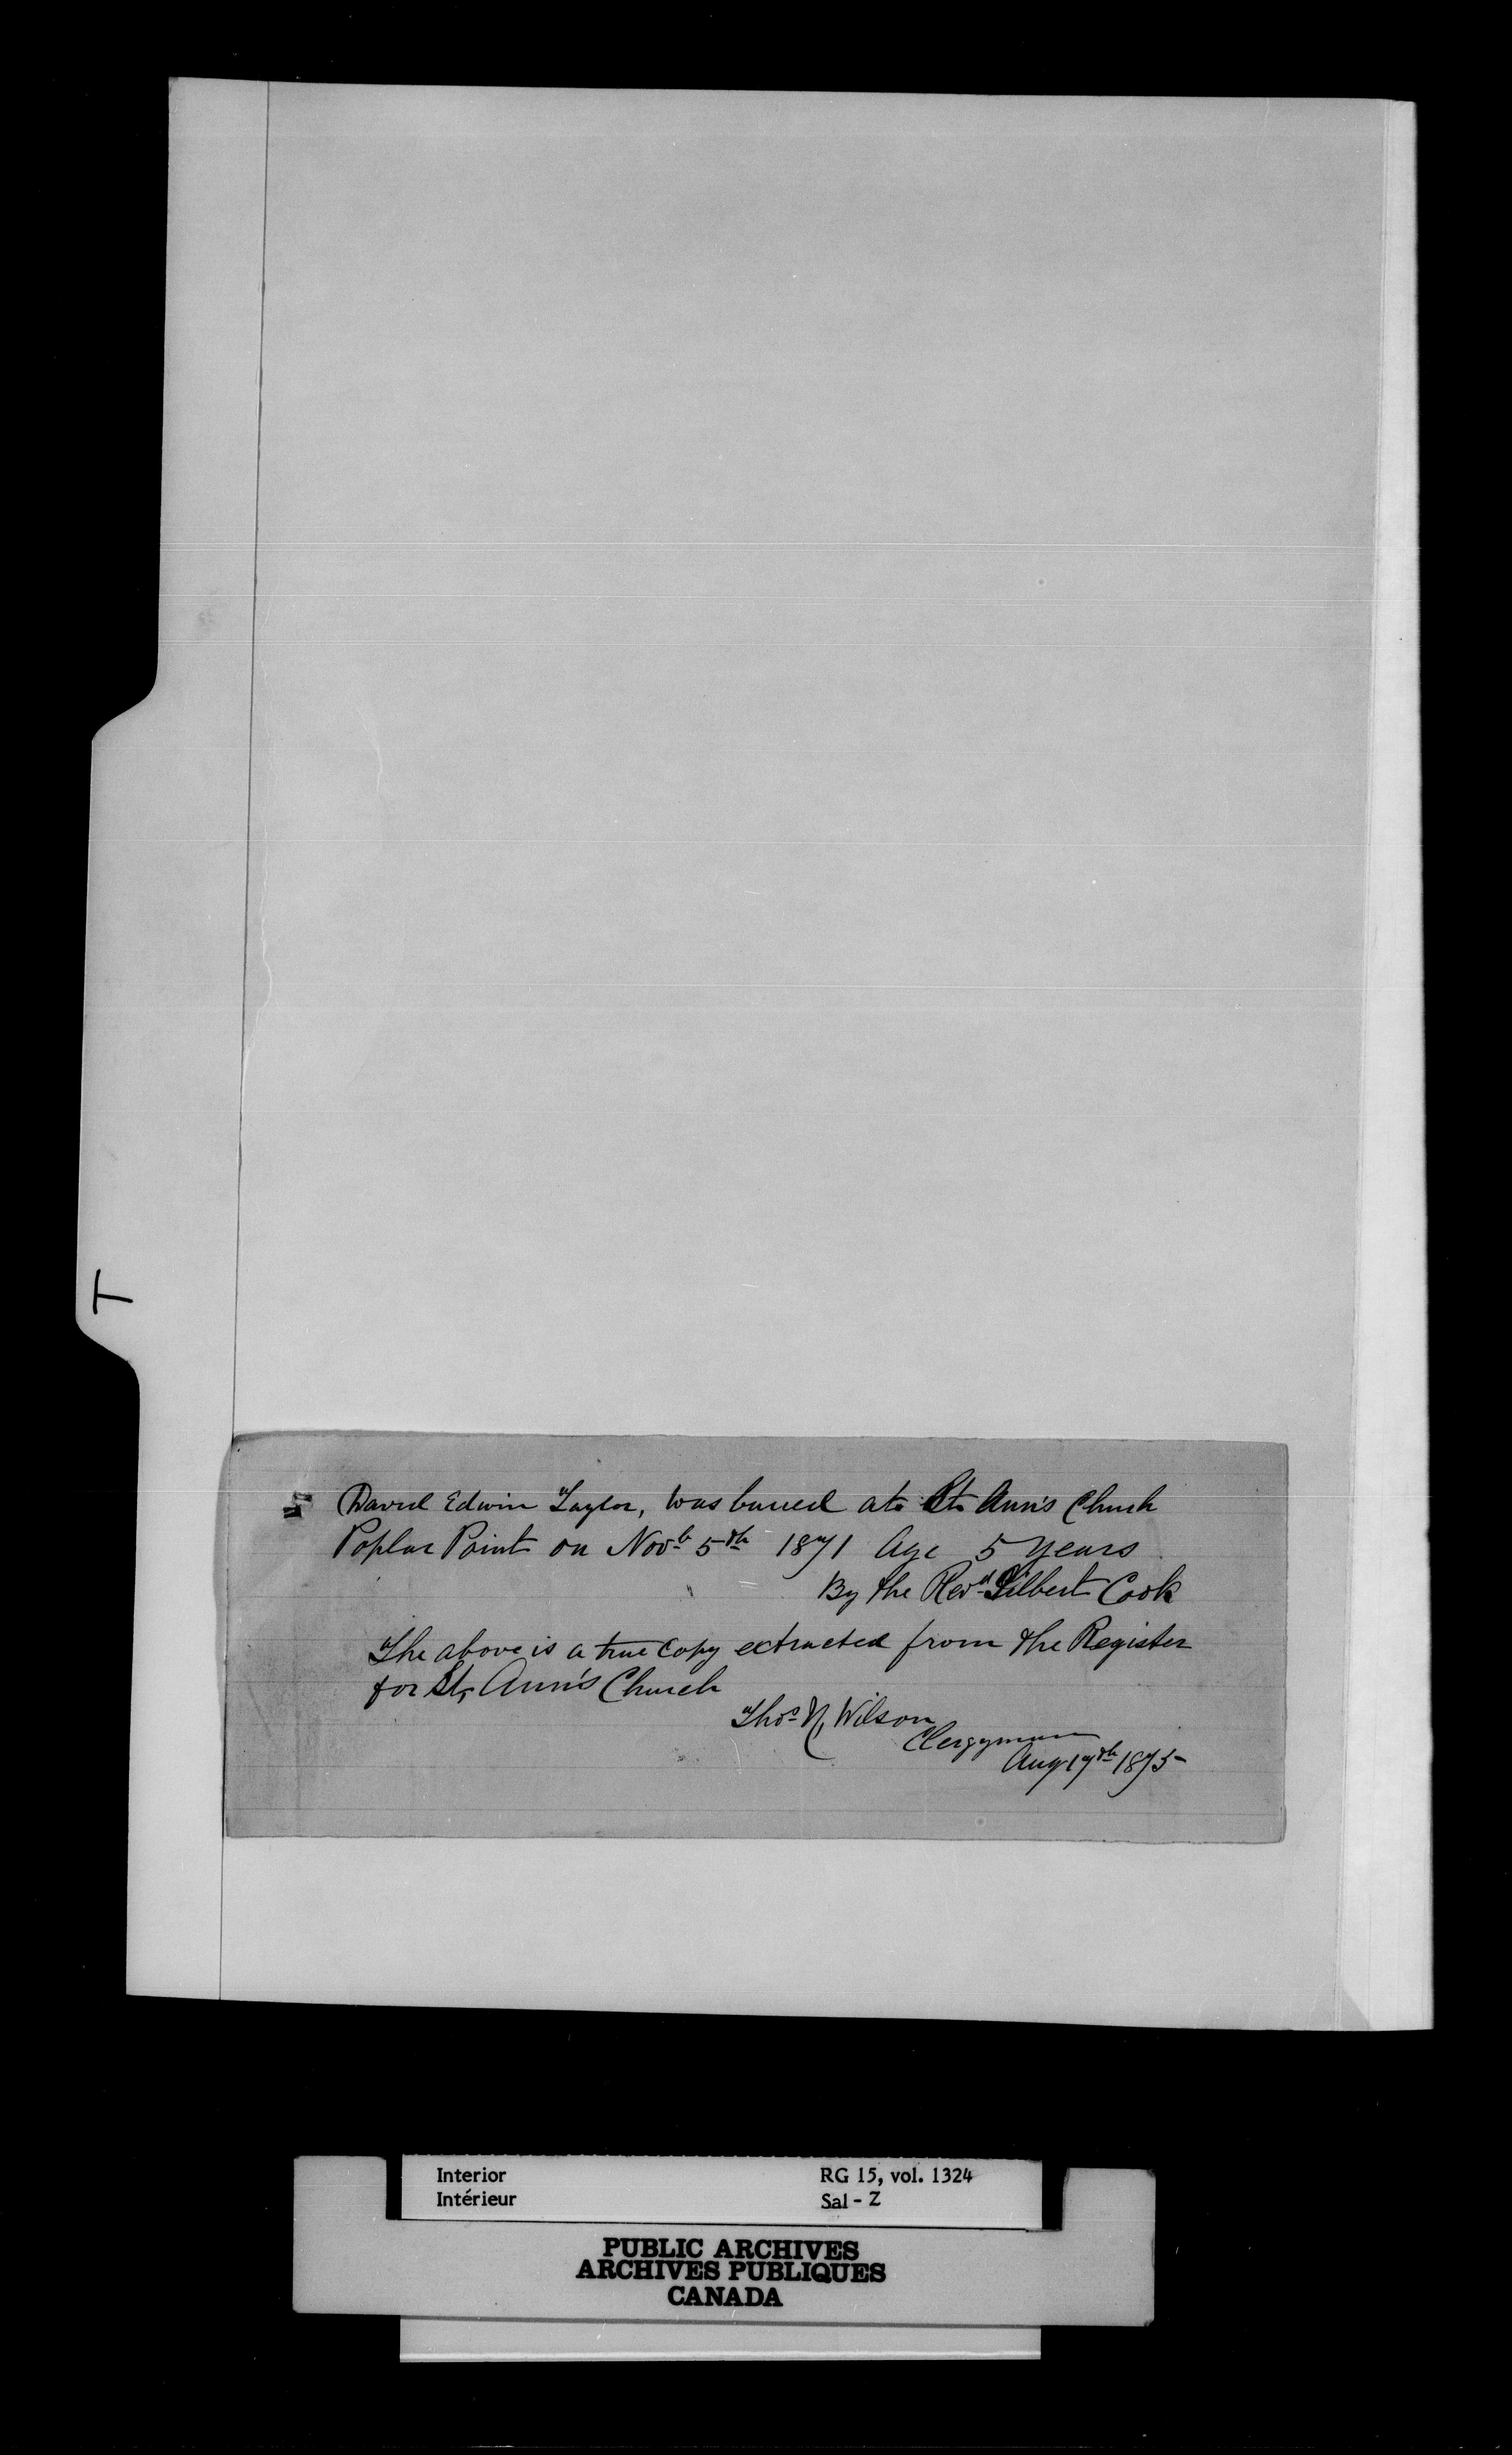 T
David Edwin Taylor, was buried at St. Ann's Church
Poplar Point on Novbr 5th 1871 Age 5 years
By the Revd Gilbert Cook
The above is a true copy extracted from the Register
for St, Ann's Church
Thos N, Wilson
Clergyman
Aug 17th 1875
Interior
Intérieur
RG 15, vol. 1324
Sal - Z
PUBLIC ARCHIVES
ARCHIVES PUBLIQUES
CANADA